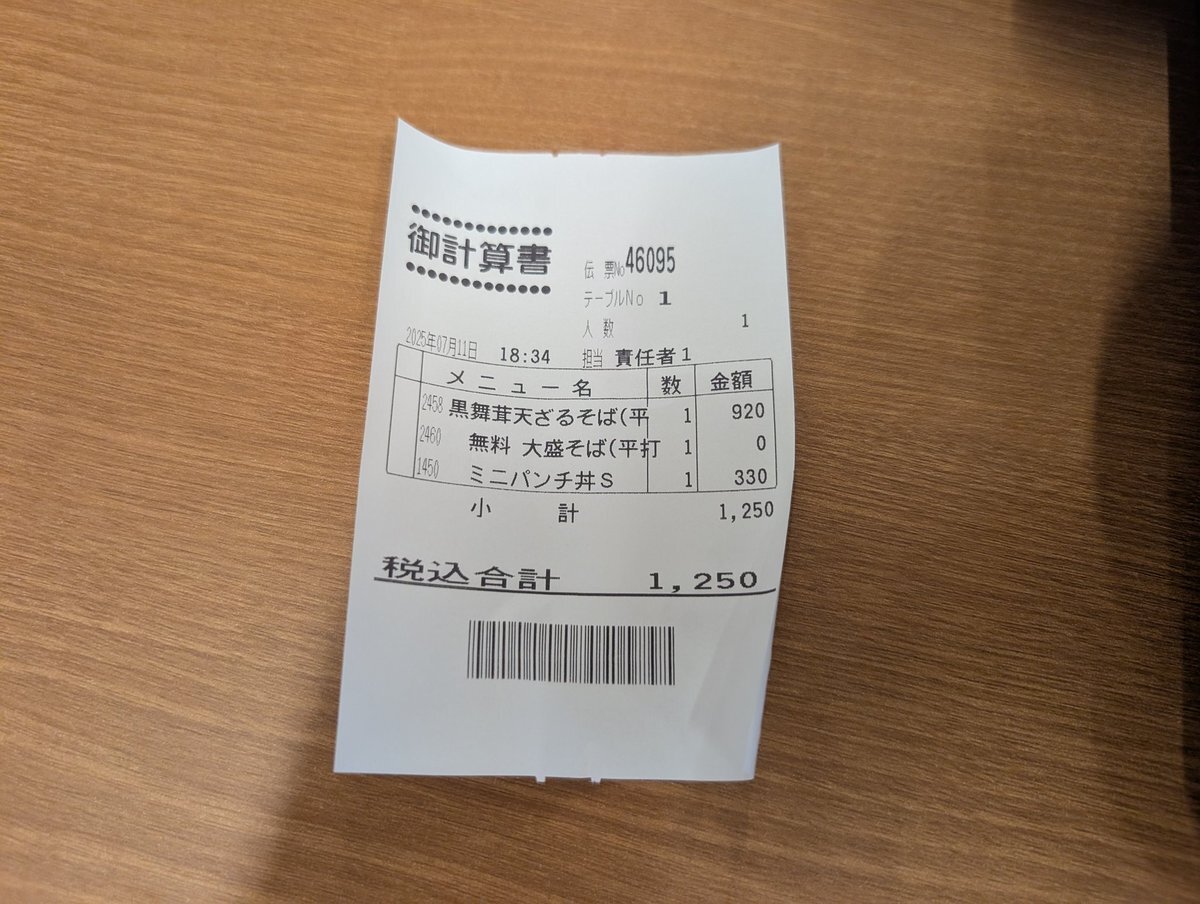 御計算書
伝票No 46095
テーブルNo 1
人数 1
2025年07月11日 18:34 担当 責任者1
メニュー名 数 金額
2458 黒舞茸天ざるそば(平 1 920
2460 無料 大盛そば(平打 1 0
1450 ミニパンチ丼S 1 330
小計 1,250
税込合計 1,250